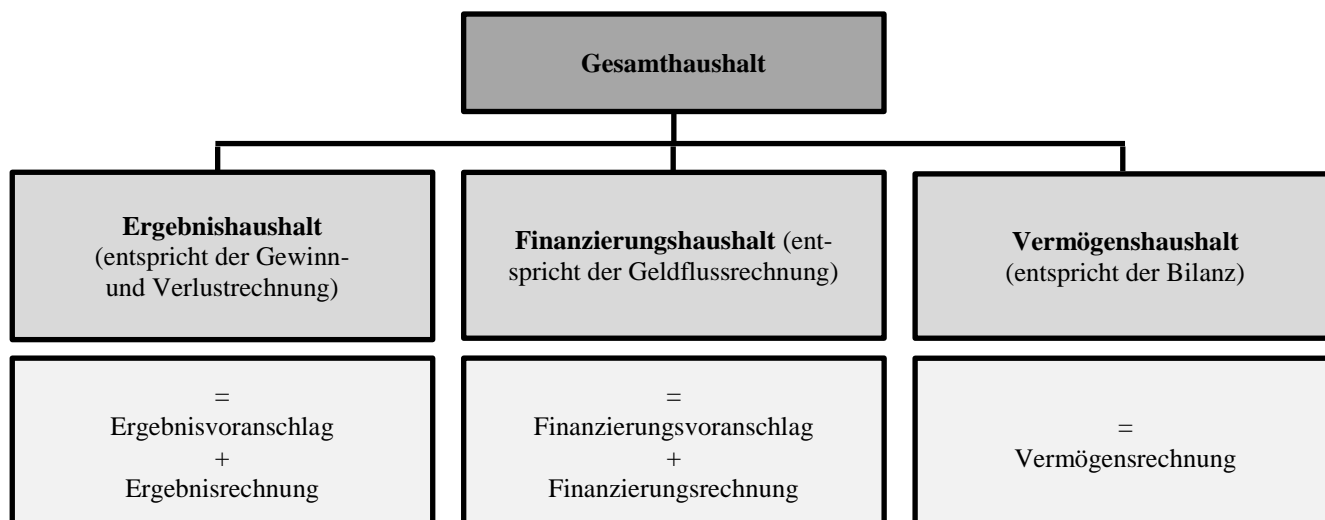 Gesamthaushalt
Ergebnishaushalt
(entspricht der Gewinn-
und Verlustrechnung)
Finanzierungshaushalt (ent-
spricht der Geldflussrechnung)
Vermögenshaushalt
(entspricht der Bilanz)
=
Ergebnisvoranschlag
+
Ergebnisrechnung
=
Finanzierungsvoranschlag
+
Finanzierungsrechnung
=
Vermögensrechnung